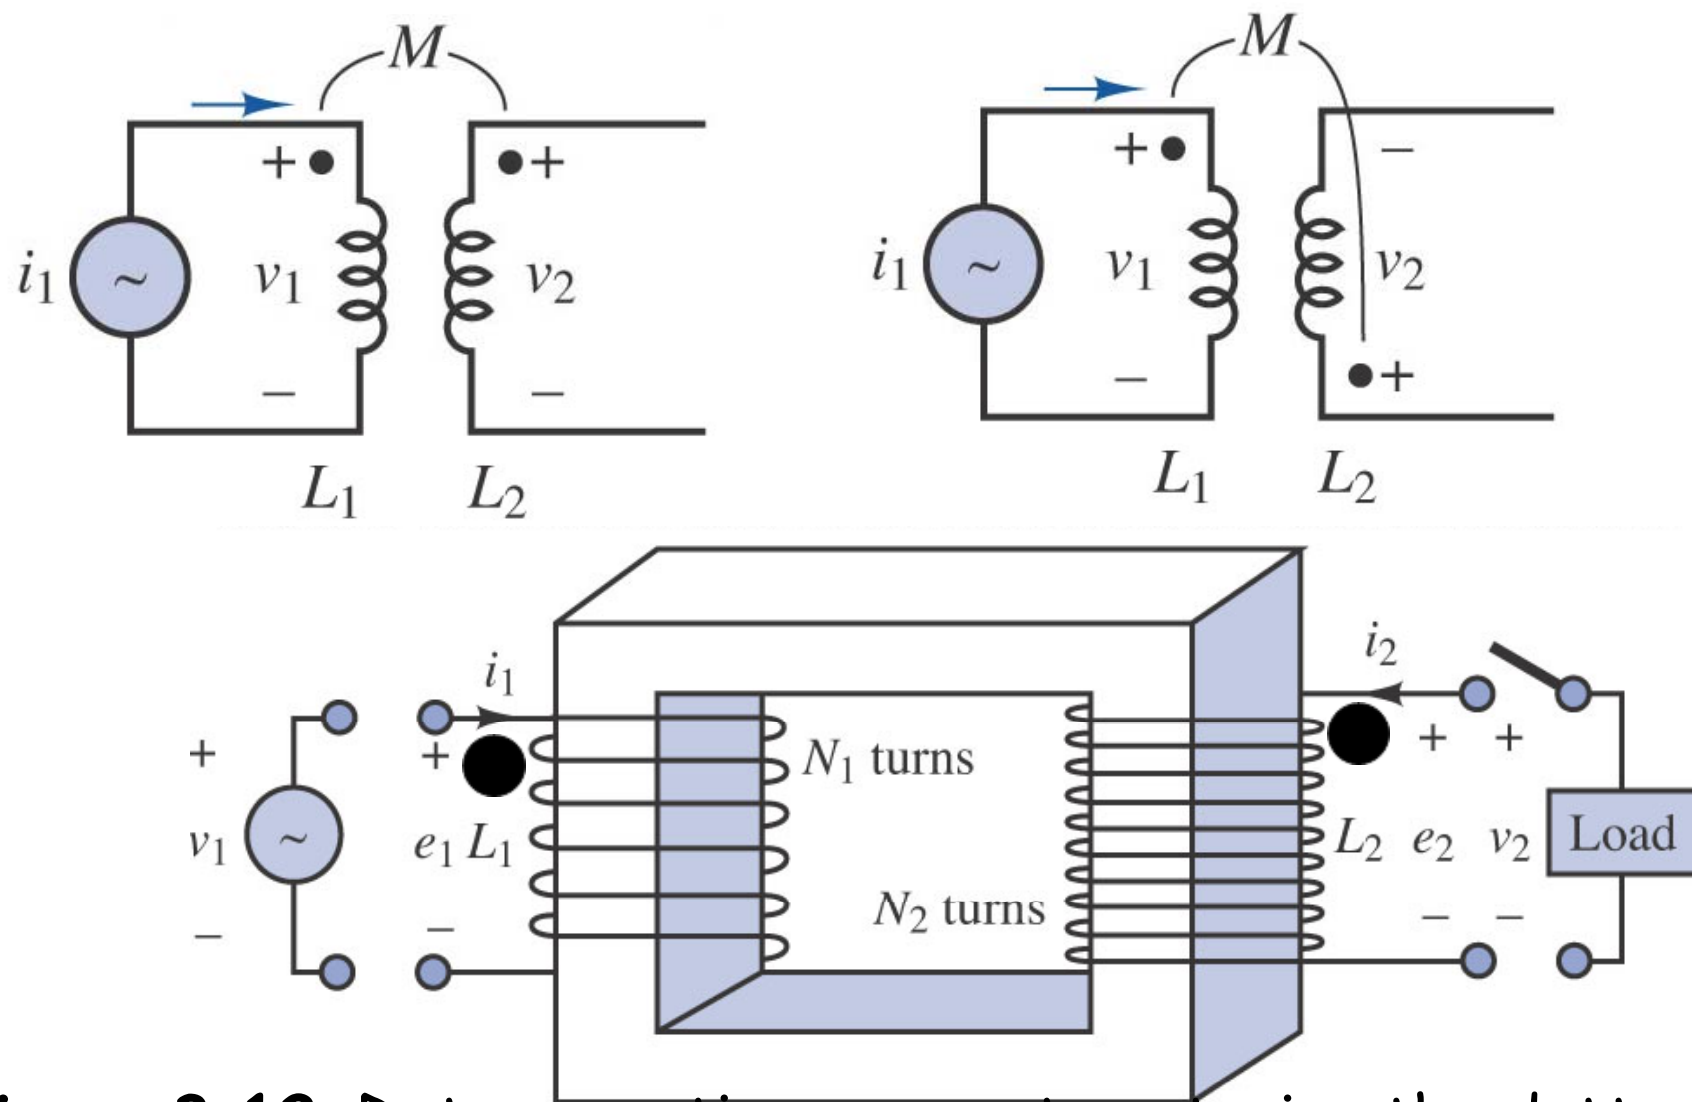 M
+ +
i1 ~ v1 v2
– –
L1 L2
M
+ –
i1 ~ v1 v2
– +
L1 L2
i1 i2
+ + + +
N1 turns
v1 ~ e1 L1 L2 e2 v2 Load
N2 turns
– – – –